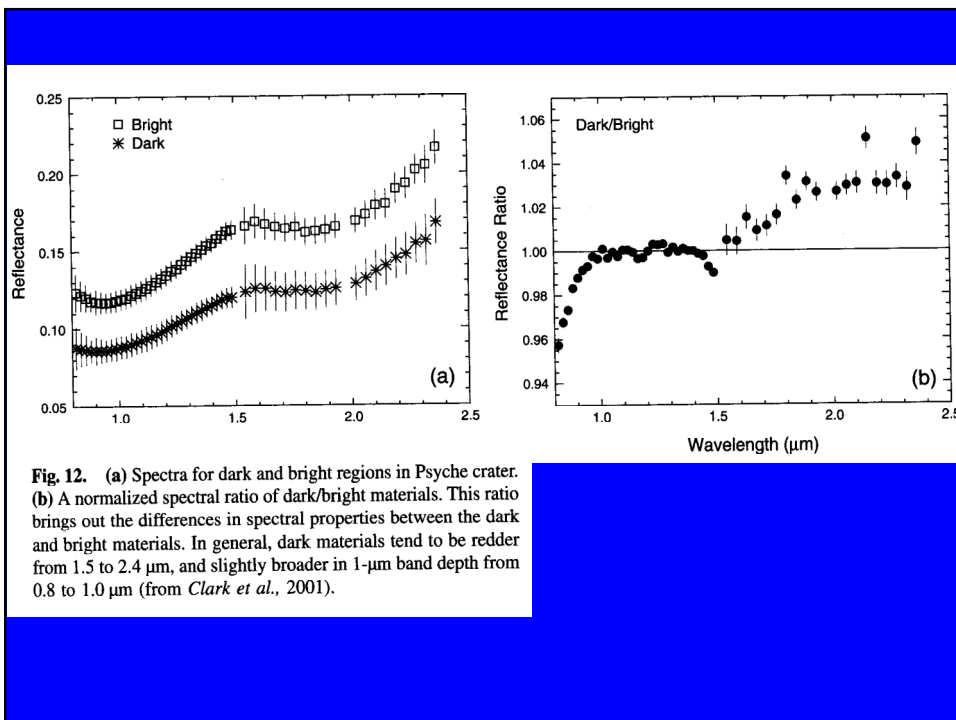 0.25
0.20
0.15
0.10
0.05
Reflectance
□ Bright
✳ Dark
(a)
1.0
1.5
2.0
2.5
1.06
1.04
1.02
1.00
0.98
0.96
0.94
Reflectance Ratio
Dark/Bright
(b)
1.0
1.5
2.0
2.5
Wavelength (μm)
Fig. 12. (a) Spectra for dark and bright regions in Psyche crater.
(b) A normalized spectral ratio of dark/bright materials. This ratio
brings out the differences in spectral properties between the dark
and bright materials. In general, dark materials tend to be redder
from 1.5 to 2.4 μm, and slightly broader in 1-μm band depth from
0.8 to 1.0 μm (from Clark et al., 2001).